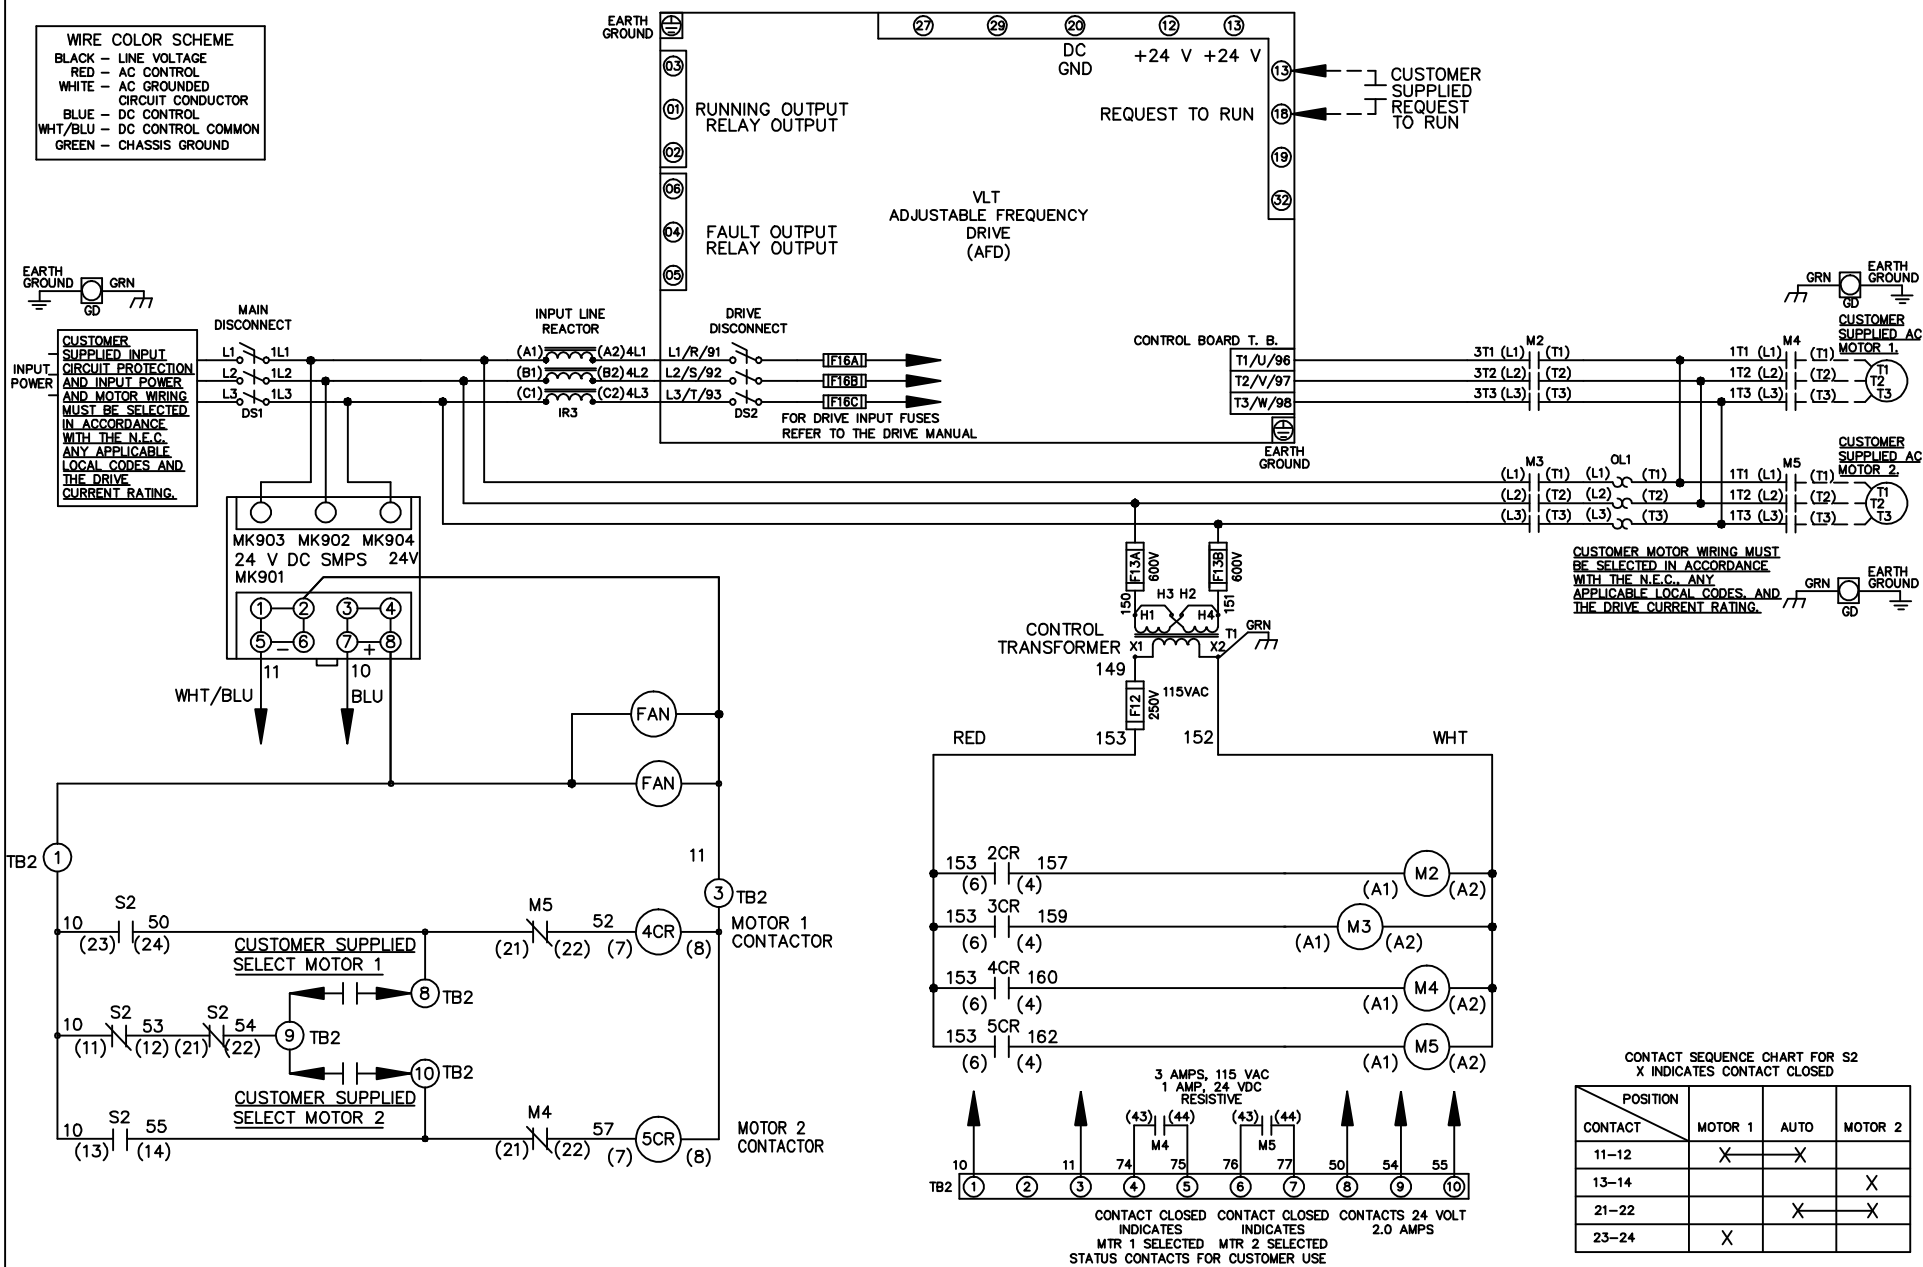 WIRE COLOR SCHEME
BLACK – LINE VOLTAGE
RED – AC CONTROL
WHITE – AC GROUNDED
CIRCUIT CONDUCTOR
BLUE – DC CONTROL
WHT/BLU – DC CONTROL COMMON
GREEN – CHASSIS GROUND
EARTH
GROUND
27 29 20 12 13
DC
GND
+24 V +24 V
03
01
02
RUNNING OUTPUT
RELAY OUTPUT
06
04
05
FAULT OUTPUT
RELAY OUTPUT
REQUEST TO RUN
13
18
19
32
CUSTOMER
SUPPLIED
REQUEST
TO RUN
VLT
ADJUSTABLE FREQUENCY
DRIVE
(AFD)
EARTH
GROUND
GRN
GD
INPUT
POWER
CUSTOMER
SUPPLIED INPUT
CIRCUIT PROTECTION
AND INPUT POWER
AND MOTOR WIRING
MUST BE SELECTED
IN ACCORDANCE
WITH THE N.E.C.
ANY APPLICABLE
LOCAL CODES AND
THE DRIVE
CURRENT RATING.
MAIN
DISCONNECT
L1 1L1
L2 1L2
L3 1L3
DS1
INPUT LINE
REACTOR
(A1) (A2) 4L1
(B1) (B2) 4L2
(C1) (C2) 4L3
IR3
DRIVE
DISCONNECT
L1/R/91
L2/S/92
L3/T/93
DS2
F16A
F16B
F16C
FOR DRIVE INPUT FUSES
REFER TO THE DRIVE MANUAL
CONTROL BOARD T. B.
T1/U/96
T2/V/97
T3/W/98
EARTH
GROUND
M2
3T1 (L1) (T1)
3T2 (L2) (T2)
3T3 (L3) (T3)
M4
1T1 (L1) (T1)
1T2 (L2) (T2)
1T3 (L3) (T3)
T1
T2
T3
GRN
GD
EARTH
GROUND
CUSTOMER
SUPPLIED AC
MOTOR 1.
M3 OL1
(L1) (T1) (L1) (T1)
(L2) (T2) (L2) (T2)
(L3) (T3) (L3) (T3)
M5
1T1 (L1) (T1)
1T2 (L2) (T2)
1T3 (L3) (T3)
T1
T2
T3
CUSTOMER
SUPPLIED AC
MOTOR 2.
CUSTOMER MOTOR WIRING MUST
BE SELECTED IN ACCORDANCE
WITH THE N.E.C., ANY
APPLICABLE LOCAL CODES, AND
THE DRIVE CURRENT RATING.
GRN
GD
EARTH
GROUND
MK903 MK902 MK904
24 V DC SMPS 24V
MK901
1 2 3 4
5 – 6 7 + 8
11
10
WHT/BLU
BLU
FAN
FAN
F13A
600V
F13B
600V
150
151
H3 H2
H1 H4
CONTROL
TRANSFORMER
X1 X2
T1
GRN
149
F12
250V
115VAC
153
152
RED
WHT
TB2 1
11
3 TB2
10 S2 50
(23) (24)
M5
(21) (22)
52
(7) 4CR (8)
MOTOR 1
CONTACTOR
CUSTOMER SUPPLIED
SELECT MOTOR 1
8 TB2
10 S2 53 S2 54
(11) (12) (21) (22)
9 TB2
10 TB2
CUSTOMER SUPPLIED
SELECT MOTOR 2
10 S2 55
(13) (14)
M4
(21) (22)
57
(7) 5CR (8)
MOTOR 2
CONTACTOR
153 2CR 157
(6) (4)
(A1) M2 (A2)
153 3CR 159
(6) (4)
(A1) M3 (A2)
153 4CR 160
(6) (4)
(A1) M4 (A2)
153 5CR 162
(6) (4)
(A1) M5 (A2)
3 AMPS, 115 VAC
1 AMP, 24 VDC
RESISTIVE
(43) (44) (43) (44)
M4 M5
10 11 74 75 76 77 50 54 55
TB2 1 2 3 4 5 6 7 8 9 10
CONTACT CLOSED
INDICATES
MTR 1 SELECTED
CONTACT CLOSED
INDICATES
MTR 2 SELECTED
STATUS CONTACTS FOR CUSTOMER USE
CONTACTS 24 VOLT
2.0 AMPS
CONTACT SEQUENCE CHART FOR S2
X INDICATES CONTACT CLOSED
POSITION
CONTACT MOTOR 1 AUTO MOTOR 2
11–12 X X
13–14 X
21–22 X X
23–24 X